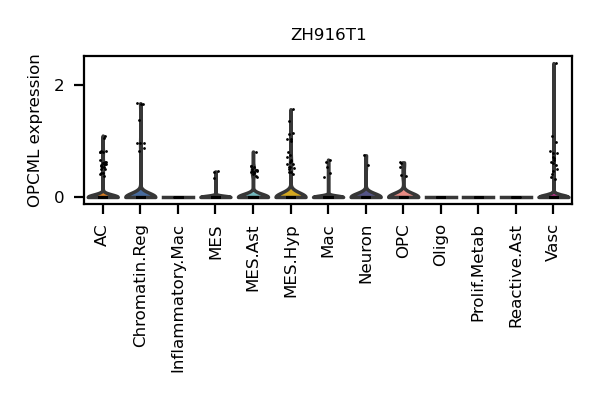 ZH916T1
OPCML expression
2
0
AC
Chromatin.Reg
Inflammatory.Mac
MES
MES.Ast
MES.Hyp
Mac
Neuron
OPC
Oligo
Prolif.Metab
Reactive.Ast
Vasc